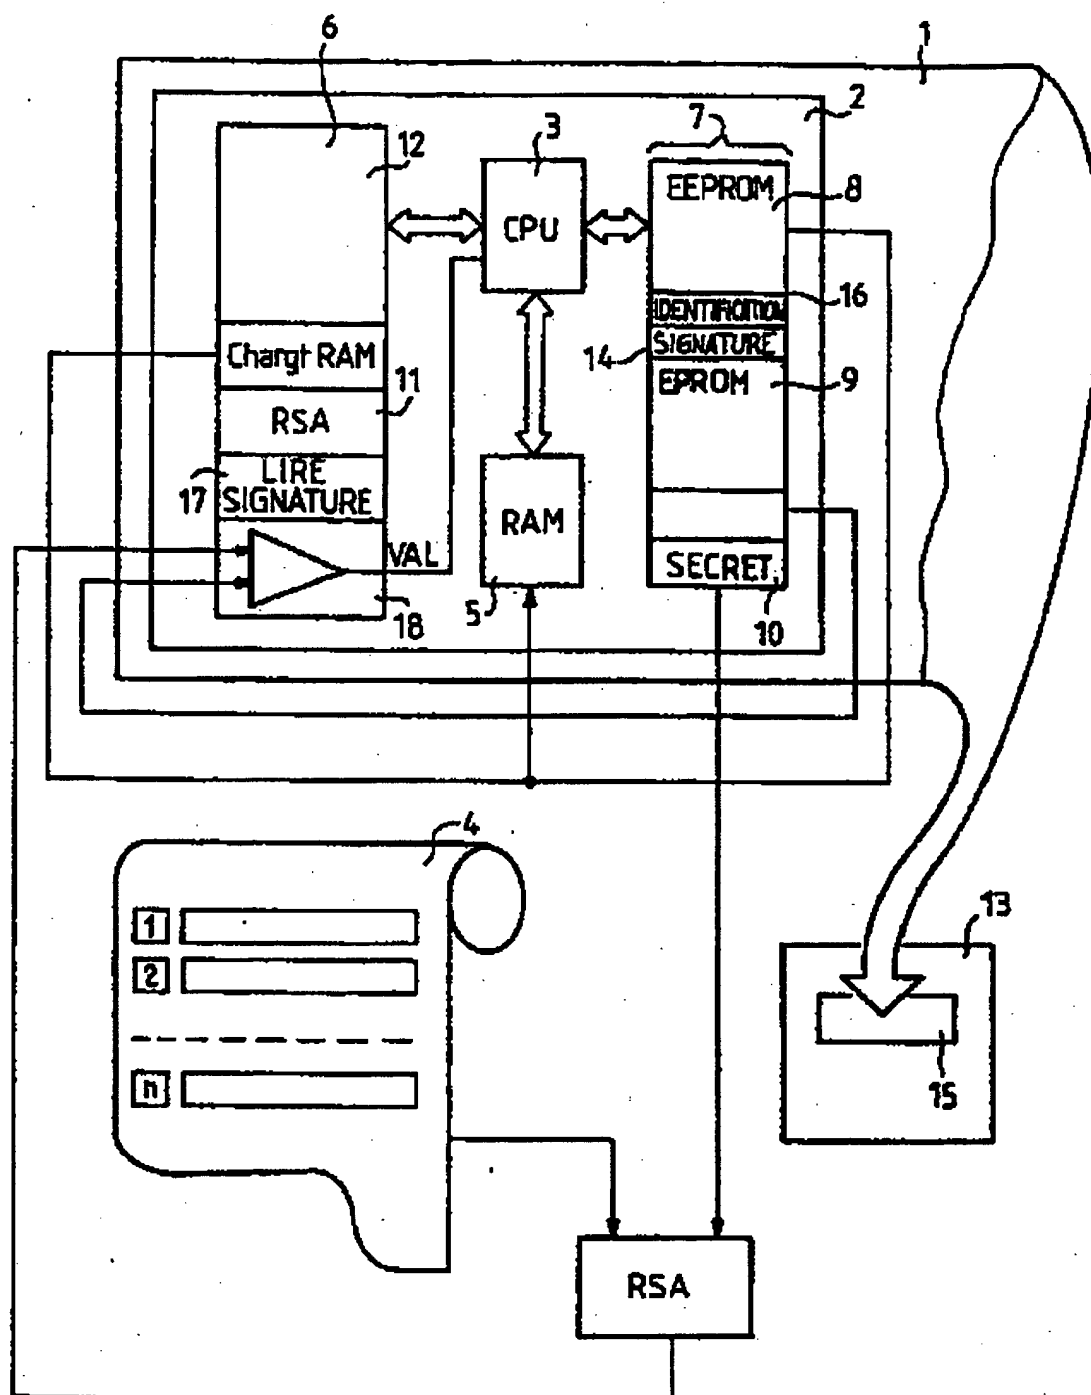 6
1
2
7
3
12
EEPROM
8
CPU
16
IDENTIFICITION
Chargt RAM
14
SIGNATURE
11
EPROM
9
RSA
17
LIRE
SIGNATURE
RAM
VAL
SECRET
18
5
10
4
1
2
n
13
15
RSA